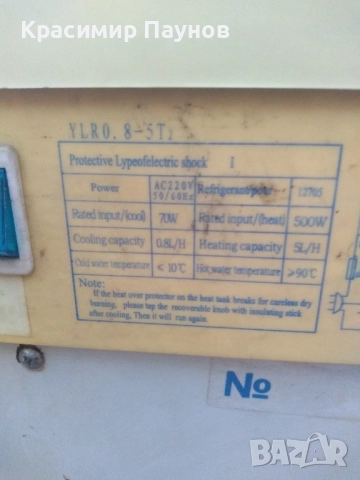 Красимир Паунов
YLR0.8-5T2
Protective Lypeofelectric shock I
Power AC220V 50/60Hz Refrigerant/pour
Rated input/(cool) 70W Rated input/(heat) 500W
Cooling capacity 0.8L/H Heating capacity 5L/H
Cold water temperature <10℃ Hot water temperature ≥90℃
Note:
If the heat over protector on the heat tank breaks for careless dry
burning, please tap the recoverable knob with insulating stick
after cooling, Then it will run again.
№
BAZAR